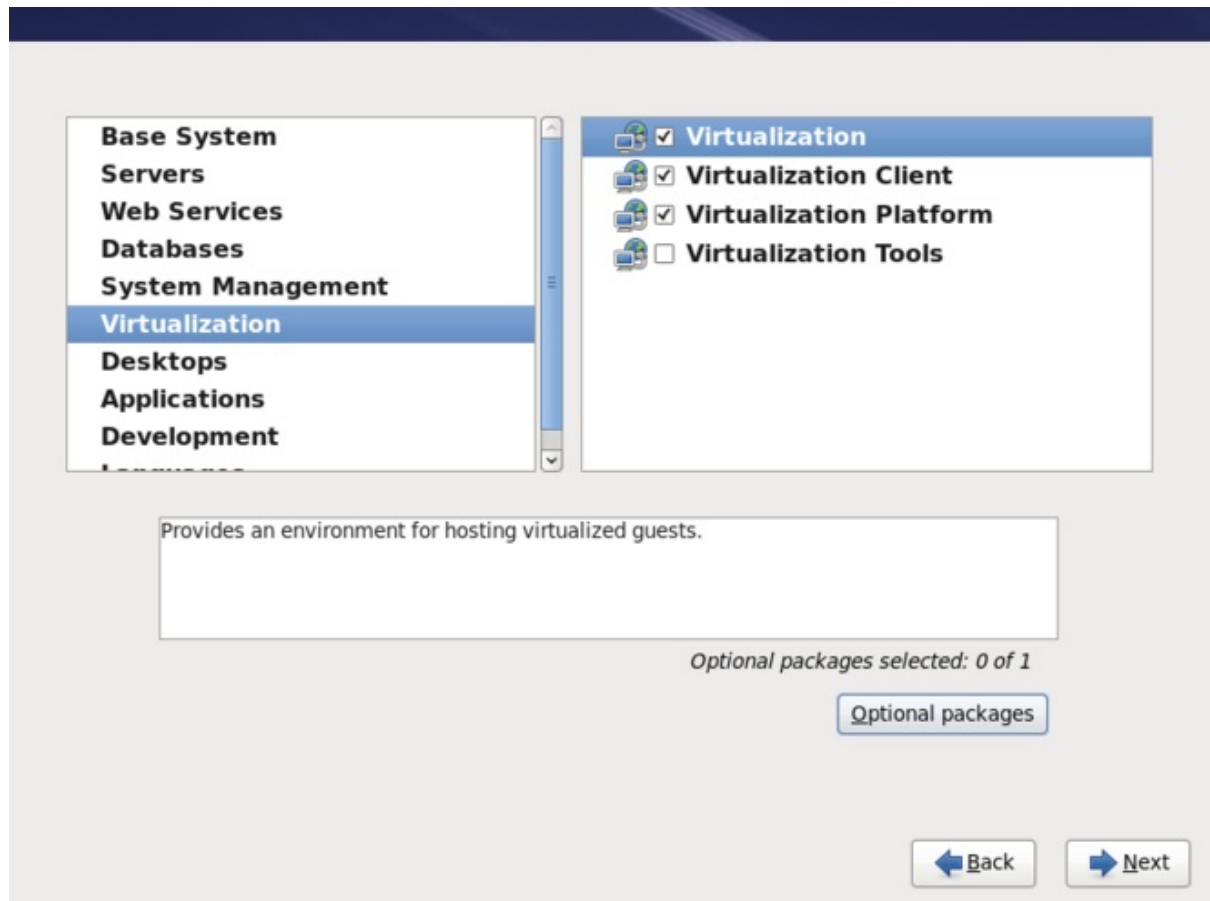 Base System
Servers
Web Services
Databases
System Management
Virtualization
Desktops
Applications
Development
Virtualization
Virtualization Client
Virtualization Platform
Virtualization Tools
Provides an environment for hosting virtualized guests.
Optional packages selected: 0 of 1
Optional packages
Back
Next